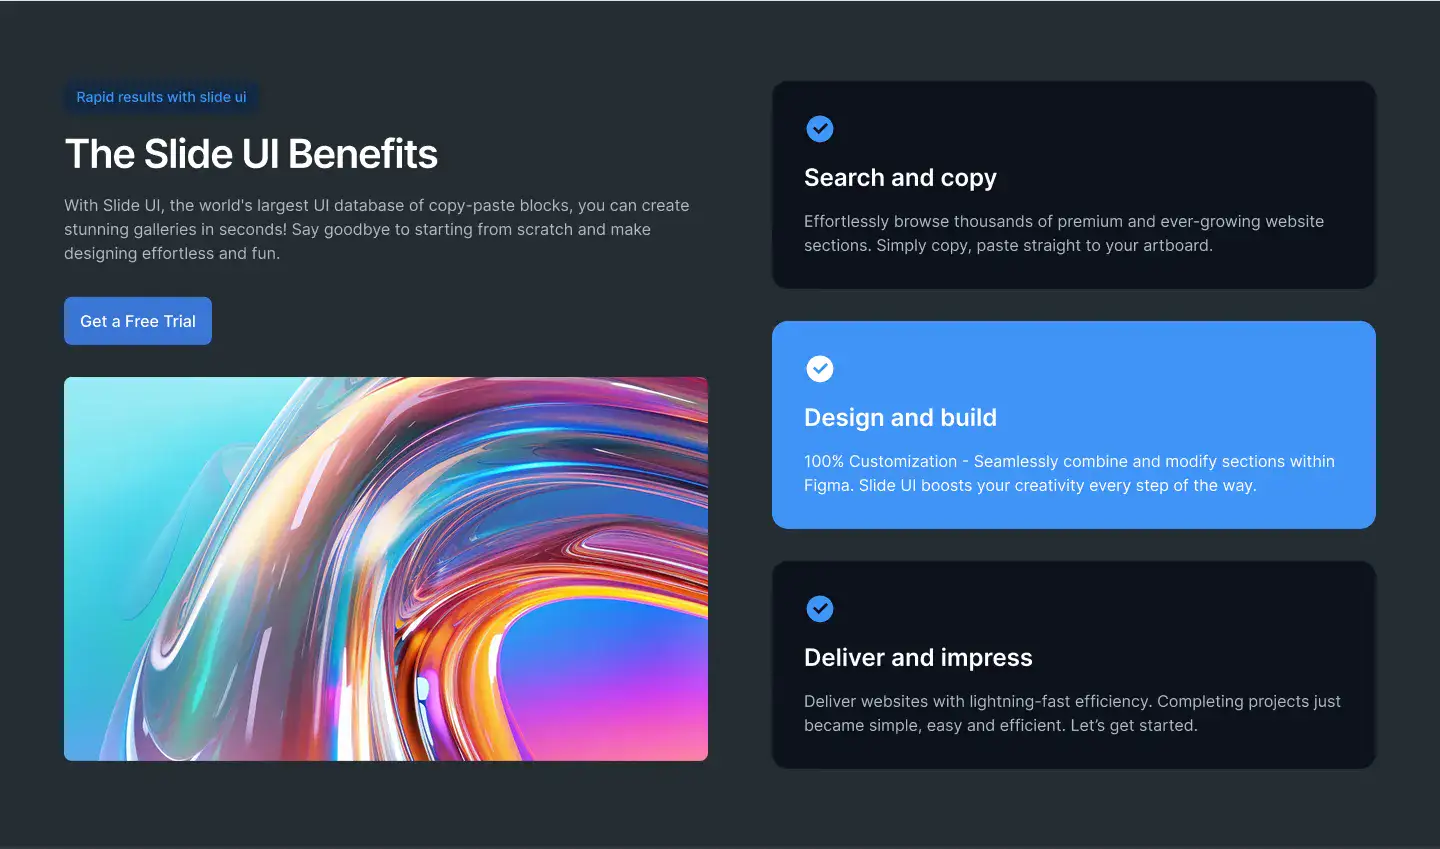 Rapid results with slide ui
The Slide UI Benefits
With Slide UI, the world's largest UI database of copy-paste blocks, you can create
stunning galleries in seconds! Say goodbye to starting from scratch and make
designing effortless and fun.
Get a Free Trial
Search and copy
Effortlessly browse thousands of premium and ever-growing website
sections. Simply copy, paste straight to your artboard.
Design and build
100% Customization - Seamlessly combine and modify sections within
Figma. Slide UI boosts your creativity every step of the way.
Deliver and impress
Deliver websites with lightning-fast efficiency. Completing projects just
became simple, easy and efficient. Let’s get started.